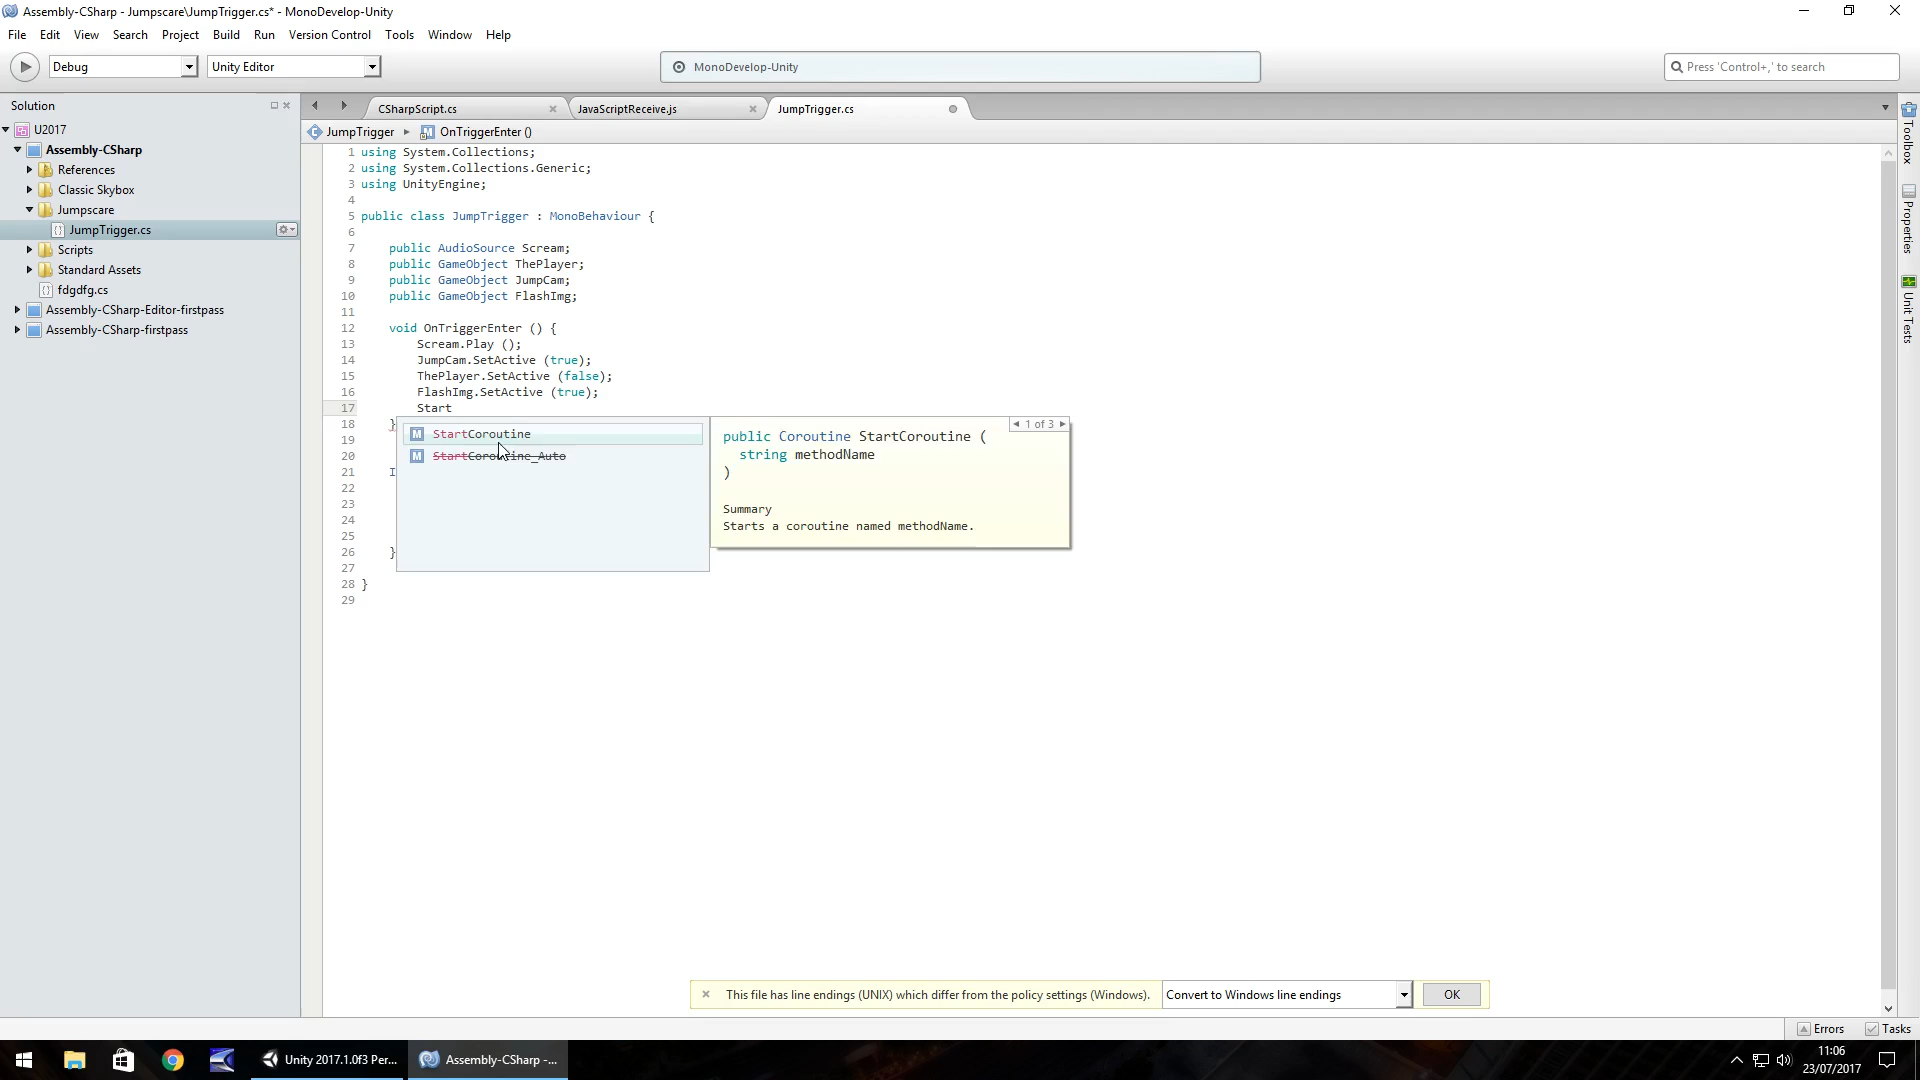 Assembly-CSharp - Jumpscare\JumpTrigger.cs* - MonoDevelop-Unity
File Edit View Search Project Build Run Version Control Tools Window Help
Debug Unity Editor MonoDevelop-Unity Press 'Control+,' to search
Solution
U2017
Assembly-CSharp
References
Classic Skybox
Jumpscare
JumpTrigger.cs
Scripts
Standard Assets
fdgdfg.cs
Assembly-CSharp-Editor-firstpass
Assembly-CSharp-firstpass
CSharpScript.cs JavaScriptReceive.js JumpTrigger.cs
JumpTrigger OnTriggerEnter ()
1 using System.Collections;
2 using System.Collections.Generic;
3 using UnityEngine;
4
5 public class JumpTrigger : MonoBehaviour {
6
7 public AudioSource Scream;
8 public GameObject ThePlayer;
9 public GameObject JumpCam;
10 public GameObject FlashImg;
11
12 void OnTriggerEnter () {
13 Scream.Play ();
14 JumpCam.SetActive (true);
15 ThePlayer.SetActive (false);
16 FlashImg.SetActive (true);
17 Start
18 }
19
20
21 I
22
23
24
25
26 }
27
28 }
29
StartCoroutine
StartCoroutine_Auto
1 of 3
public Coroutine StartCoroutine (
string methodName
)
Summary
Starts a coroutine named methodName.
Toolbox
Properties
Unit Tests
This file has line endings (UNIX) which differ from the policy settings (Windows). Convert to Windows line endings OK
Errors Tasks
Unity 2017.1.0f3 Per... Assembly-CSharp -...
11:06
23/07/2017